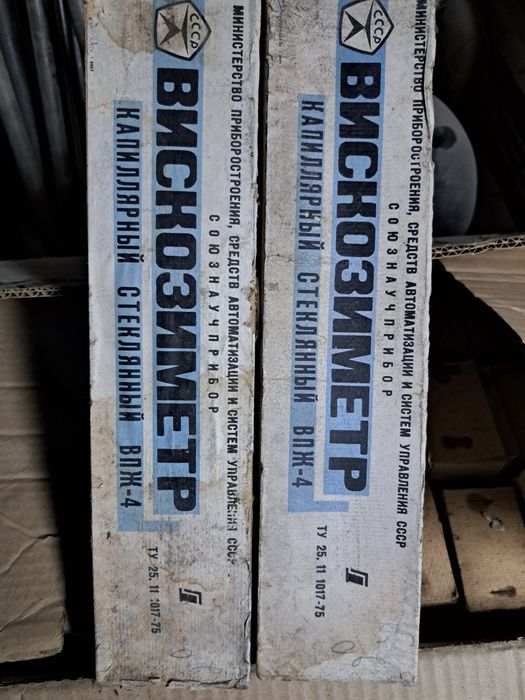 СССР
МИНИСТЕРСТВО ПРИБОРОСТРОЕНИЯ, СРЕДСТВ АВТОМАТИЗАЦИИ И СИСТЕМ УПРАВЛЕНИЯ СССР
СОЮЗНАУЧПРИБОР
ВИСКОЗИМЕТР
КАПИЛЛЯРНЫЙ СТЕКЛЯННЫЙ ВПЖ-4
ТУ 25.11 1017-75
СССР
МИНИСТЕРСТВО ПРИБОРОСТРОЕНИЯ, СРЕДСТВ АВТОМАТИЗАЦИИ И СИСТЕМ УПРАВЛЕНИЯ СССР
СОЮЗНАУЧПРИБОР
ВИСКОЗИМЕТР
КАПИЛЛЯРНЫЙ СТЕКЛЯННЫЙ ВПЖ-4
ТУ 25.11 1017-75